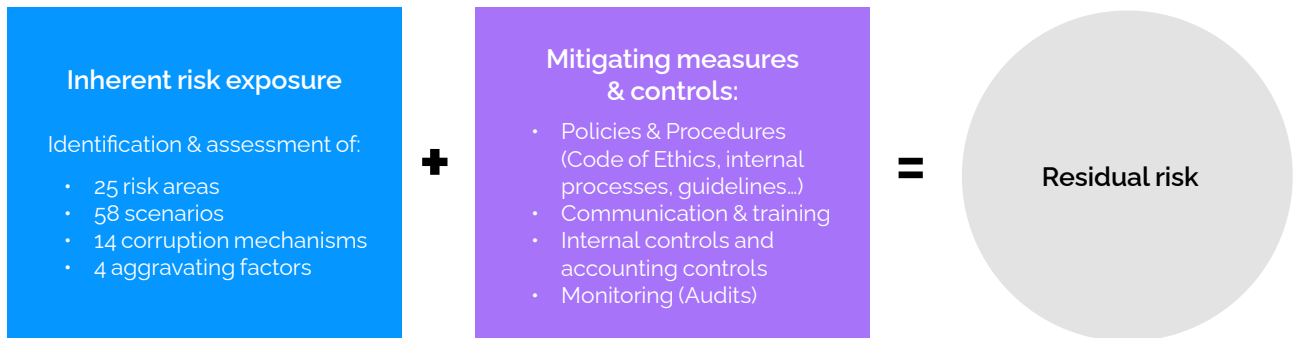 Inherent risk exposure
Identification & assessment of:
• 25 risk areas
• 58 scenarios
• 14 corruption mechanisms
• 4 aggravating factors
+
Mitigating measures
& controls:
• Policies & Procedures
(Code of Ethics, internal
processes, guidelines…)
• Communication & training
• Internal controls and
accounting controls
• Monitoring (Audits)
=
Residual risk